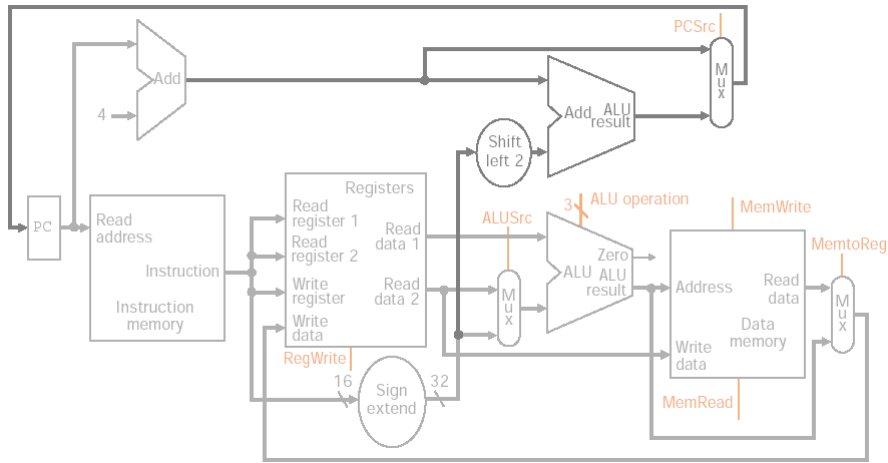 PCSrc
Add
4
M
u
x
Add
ALU
result
Shift
left 2
PC
Read
address
Instruction
Instruction
memory
Registers
Read
register 1
Read
register 2
Write
register
Write
data
Read
data 1
Read
data 2
RegWrite
16
Sign
extend
32
ALUSrc
M
u
x
3
ALU operation
Zero
ALU
ALU
result
MemWrite
Address
Read
data
Data
memory
Write
data
MemRead
MemtoReg
M
u
x